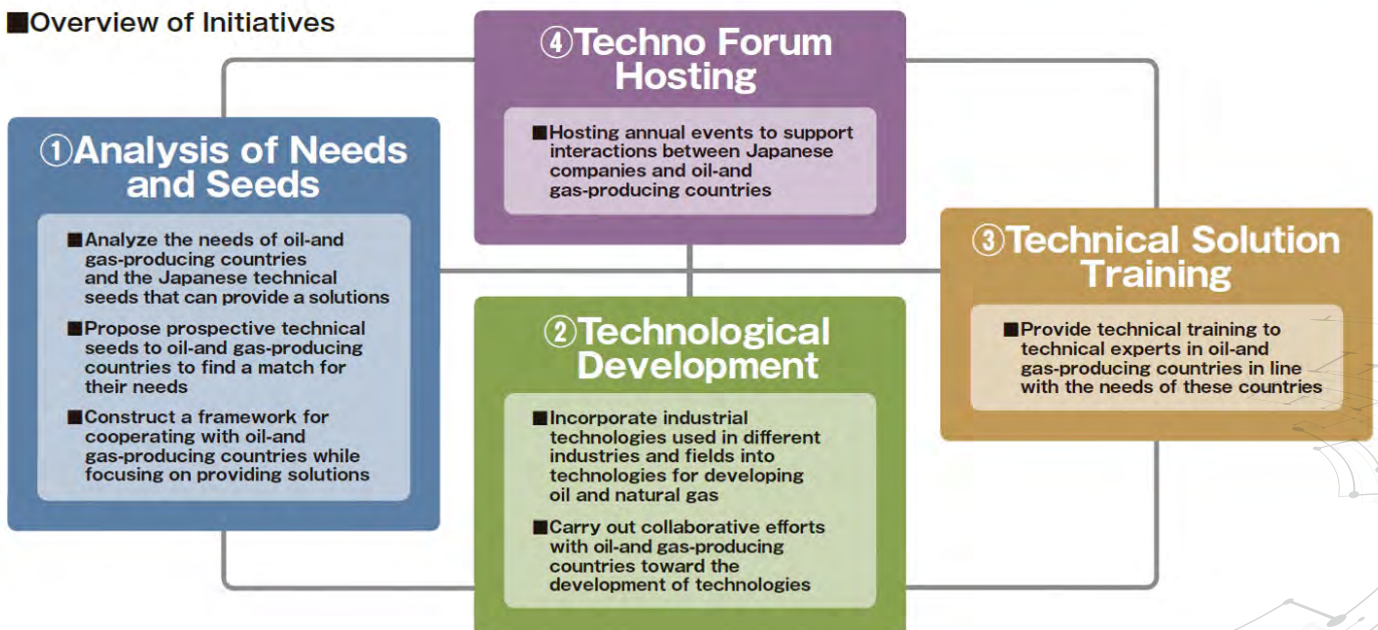 ■Overview of Initiatives
④Techno Forum
Hosting
■Hosting annual events to support
interactions between Japanese
companies and oil-and
gas-producing countries
①Analysis of Needs
and Seeds
■Analyze the needs of oil-and
gas-producing countries
and the Japanese technical
seeds that can provide a solutions
■Propose prospective technical
seeds to oil-and gas-producing
countries to find a match for
their needs
■Construct a framework for
cooperating with oil-and
gas-producing countries while
focusing on providing solutions
②Technological
Development
■Incorporate industrial
technologies used in different
industries and fields into
technologies for developing
oil and natural gas
■Carry out collaborative efforts
with oil-and gas-producing
countries toward the
development of technologies
③Technical Solution
Training
■Provide technical training to
technical experts in oil-and
gas-producing countries in line
with the needs of these countries